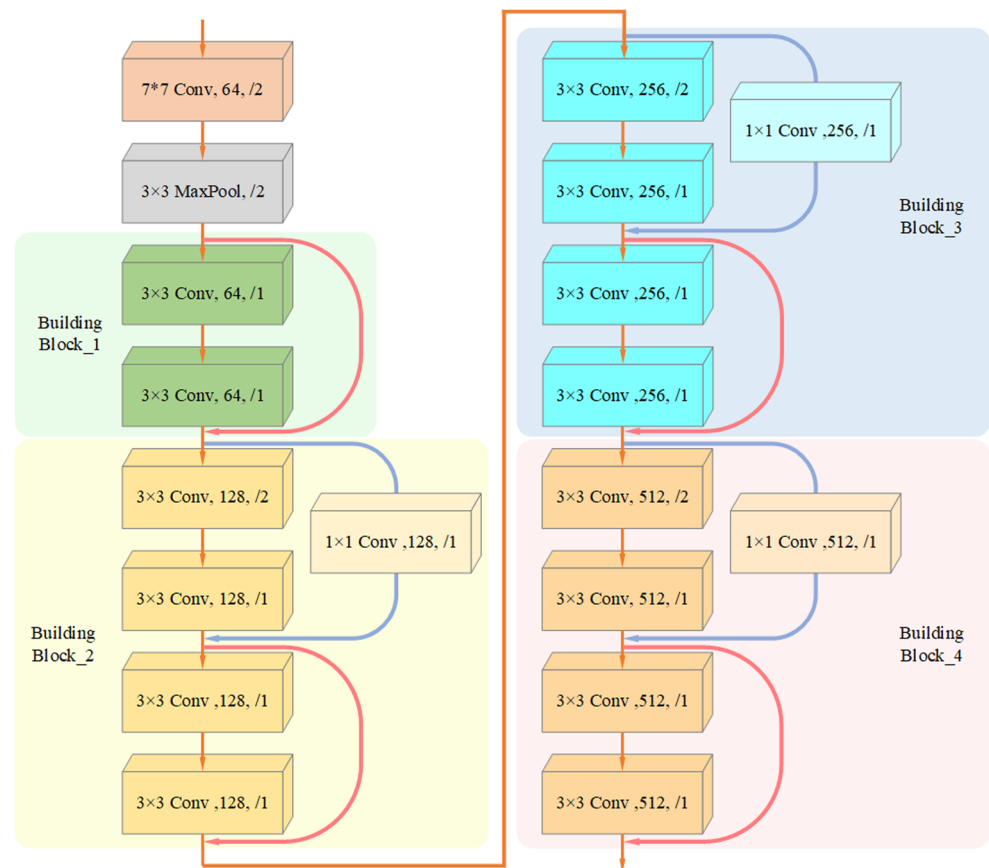 7*7 Conv, 64, /2
3×3 MaxPool, /2
3×3 Conv, 64, /1
Building
Block_1
3×3 Conv, 64, /1
3×3 Conv, 128, /2
1×1 Conv ,128, /1
3×3 Conv, 128, /1
Building
Block_2
3×3 Conv ,128, /1
3×3 Conv ,128, /1
3×3 Conv, 256, /2
1×1 Conv ,256, /1
3×3 Conv, 256, /1
Building
Block_3
3×3 Conv ,256, /1
3×3 Conv ,256, /1
3×3 Conv, 512, /2
1×1 Conv ,512, /1
3×3 Conv, 512, /1
Building
Block_4
3×3 Conv ,512, /1
3×3 Conv ,512, /1